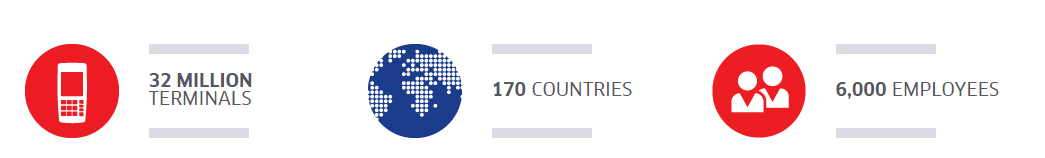 32 MILLION
TERMINALS
170 COUNTRIES
6,000 EMPLOYEES